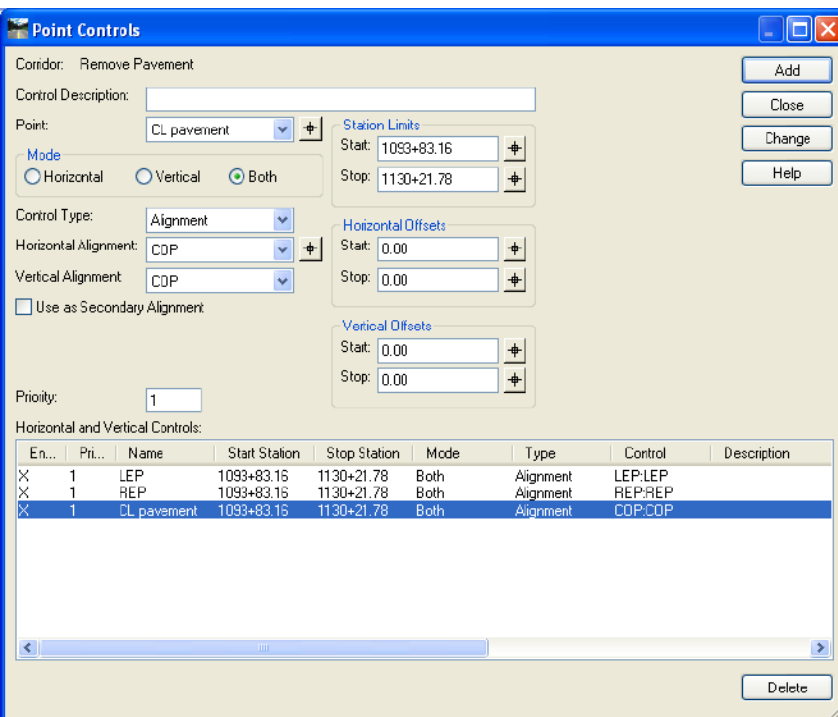 Point Controls
Corridor: Remove Pavement
Add
Control Description:
Close
Point: CL pavement
Station Limits
Start: 1093+83.16
Change
Mode
Horizontal Vertical Both
Stop: 1130+21.78
Help
Control Type: Alignment
Horizontal Alignment: COP
Horizontal Offsets
Start: 0.00
Vertical Alignment COP
Stop: 0.00
Use as Secondary Alignment
Vertical Offsets
Start: 0.00
Stop: 0.00
Priority: 1
Horizontal and Vertical Controls:
En... Pri... Name Start Station Stop Station Mode Type Control Description
X 1 LEP 1093+83.16 1130+21.78 Both Alignment LEP:LEP
X 1 REP 1093+83.16 1130+21.78 Both Alignment REP:REP
X 1 CL pavement 1093+83.16 1130+21.78 Both Alignment COP:COP
Delete